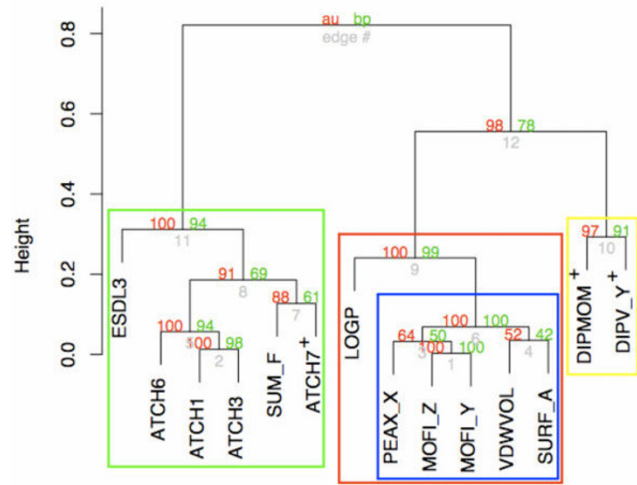 au bp
edge #
0.8
98 78
12
0.6
Height
0.4
100 94
11
97 91
10
100 99
9
91 69
8
0.2
88 61
7
100 94
100 98
2
100 100
6
64 50
3
100 100
1
52 42
4
0.0
ESDL3
ATCH6
ATCH1
ATCH3
SUM_F
ATCH7 +
LOGP
PEAX_X
MOFI_Z
MOFI_Y
VDWVOL
SURF_A
DIPMOM +
DIPV_Y +